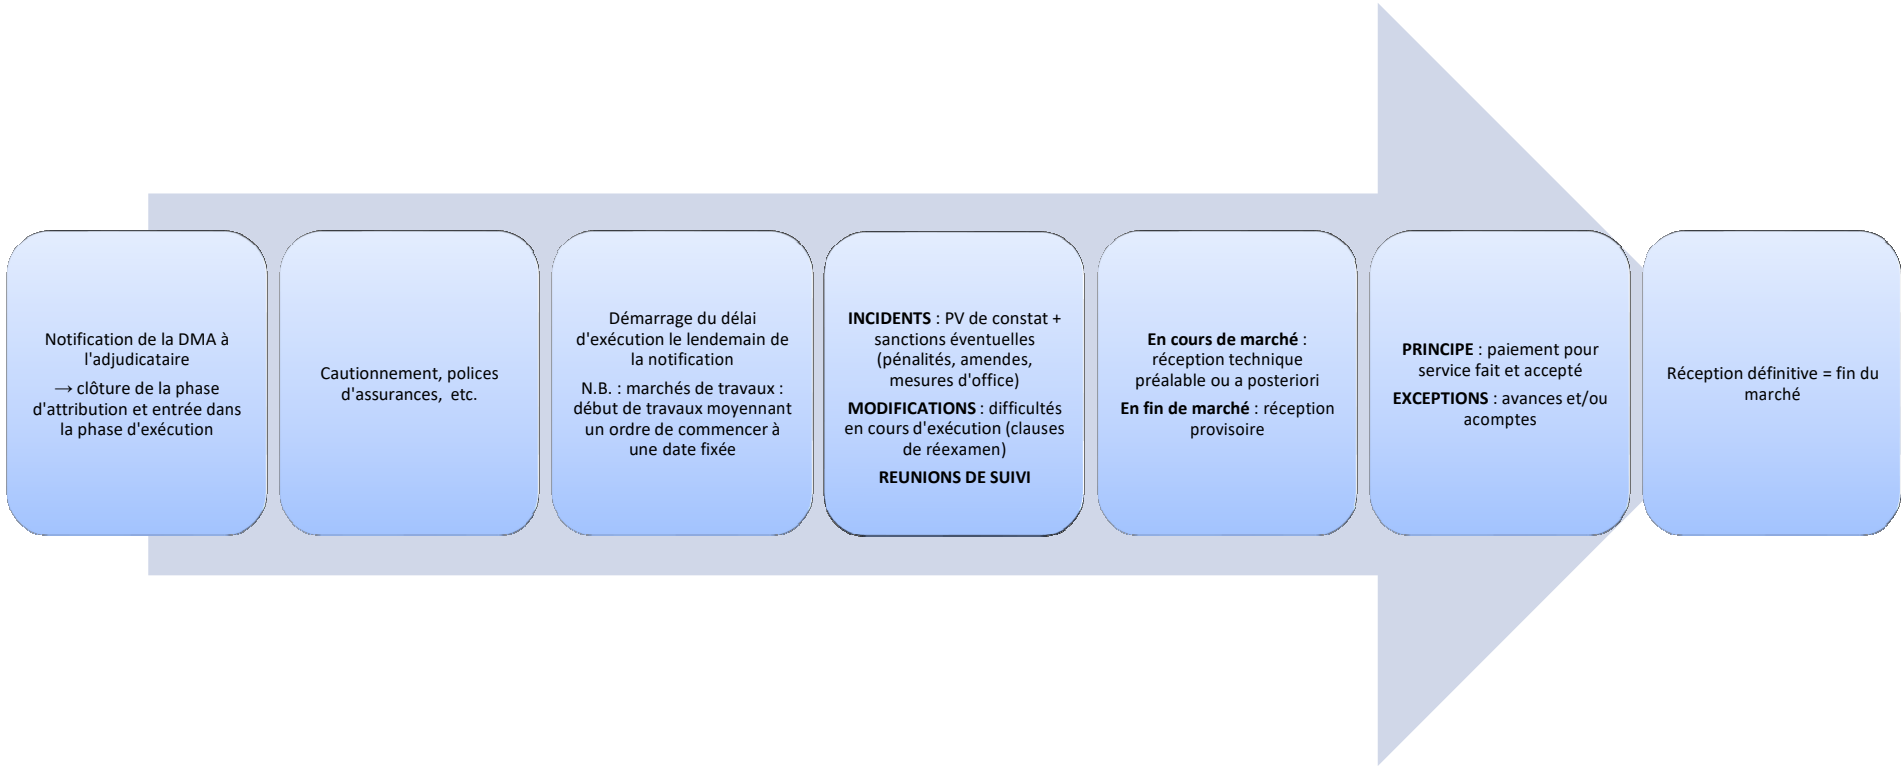 Notification de la DMA à
l'adjudicataire
→ clôture de la phase
d'attribution et entrée dans
la phase d'exécution
Cautionnement, polices
d'assurances, etc.
Démarrage du délai
d'exécution le lendemain de
la notification
N.B. : marchés de travaux :
début de travaux moyennant
un ordre de commencer à
une date fixée
INCIDENTS : PV de constat +
sanctions éventuelles
(pénalités, amendes,
mesures d'office)
MODIFICATIONS : difficultés
en cours d'exécution (clauses
de réexamen)
REUNIONS DE SUIVI
En cours de marché :
réception technique
préalable ou a posteriori
En fin de marché : réception
provisoire
PRINCIPE : paiement pour
service fait et accepté
EXCEPTIONS : avances et/ou
acomptes
Réception définitive = fin du
marché